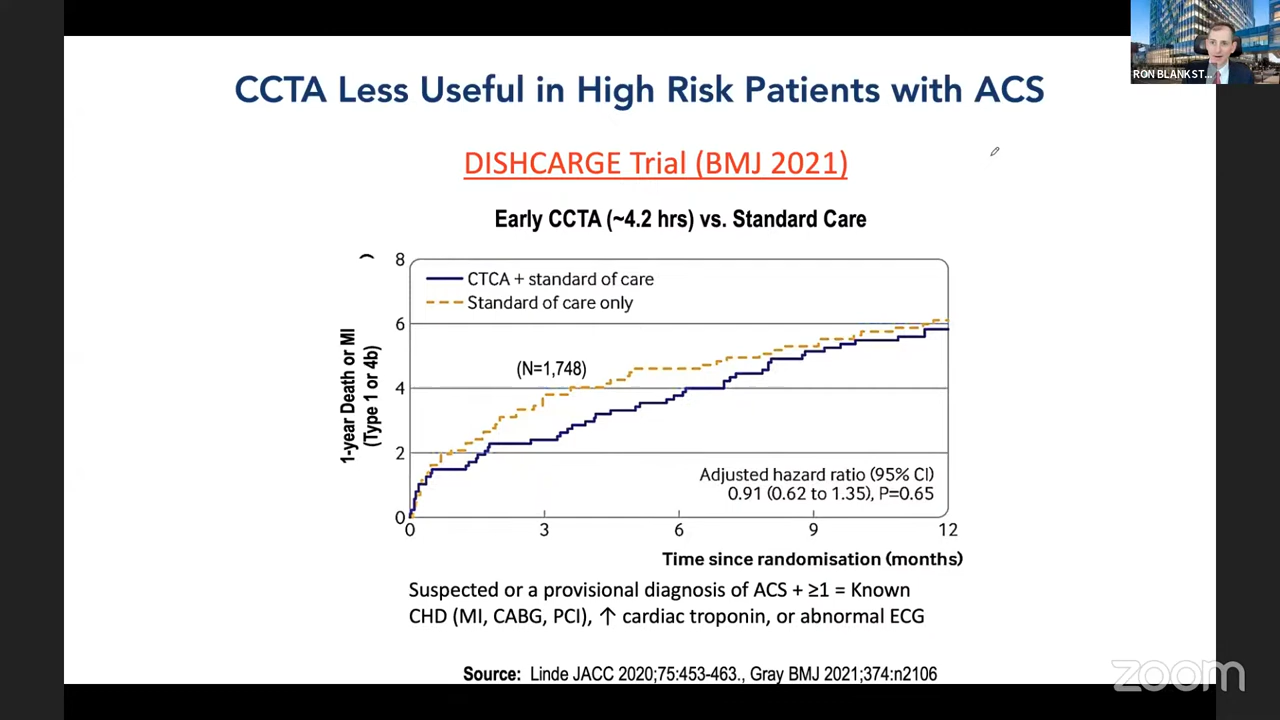 CCTA Less Useful in High Risk Patients with ACS
RON BLANKST...
DISHCARGE Trial (BMJ 2021)
Early CCTA (~4.2 hrs) vs. Standard Care
8
CTCA + standard of care
Standard of care only
6
(N=1,748)
1-year Death or MI
(Type 1 or 4b)
4
2
Adjusted hazard ratio (95% CI)
0.91 (0.62 to 1.35), P=0.65
0
0 3 6 9 12
Time since randomisation (months)
Suspected or a provisional diagnosis of ACS + ≥1 = Known
CHD (MI, CABG, PCI), ↑ cardiac troponin, or abnormal ECG
Source: Linde JACC 2020;75:453-463., Gray BMJ 2021;374:n2106
zoom